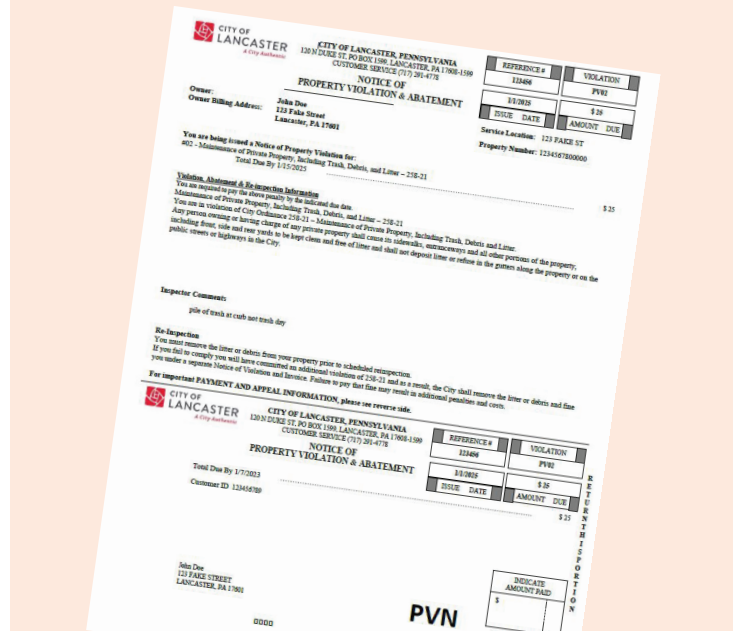 CITY OF
LANCASTER
A City Authentic
CITY OF LANCASTER, PENNSYLVANIA
120 N DUKE ST, PO BOX 1599, LANCASTER, PA 17608-1599
CUSTOMER SERVICE (717) 291-4778
NOTICE OF
PROPERTY VIOLATION & ABATEMENT
REFERENCE #
123456
VIOLATION
PV02
1/1/2025
ISSUE DATE
$ 25
AMOUNT DUE
Owner: John Doe
Owner Billing Address: 123 Fake Street
Lancaster, PA 17601
Service Location: 123 FAKE ST
Property Number: 1234567800000
You are being issued a Notice of Property Violation for:
#02 - Maintenance of Private Property, Including Trash, Debris, and Litter – 258-21
Total Due By 1/15/2025
$ 25
Violation, Abatement & Re-inspection Information
You are required to pay the above penalty by the indicated due date.
Maintenance of Private Property, Including Trash, Debris, and Litter – 258-21
You are in violation of City Ordinance 258-21 – Maintenance of Private Property, Including Trash, Debris and Litter.
Any person owning or having charge of any private property shall cause its sidewalks, entranceways and all other portions of the property,
including front, side and rear yards to be kept clean and free of litter and shall not deposit litter or refuse in the gutters along the property or on the
public streets or highways in the City.
Inspector Comments
pile of trash at curb not trash day
Re-Inspection
You must remove the litter or debris from your property prior to scheduled reinspection.
If you fail to comply you will have committed an additional violation of 258-21 and as a result, the City shall remove the litter or debris and fine
you under a separate Notice of Violation and Invoice. Failure to pay that fine may result in additional penalties and costs.
For important PAYMENT AND APPEAL INFORMATION, please see reverse side.
CITY OF
LANCASTER
A City Authentic
CITY OF LANCASTER, PENNSYLVANIA
120 N DUKE ST, PO BOX 1599, LANCASTER, PA 17608-1599
CUSTOMER SERVICE (717) 291-4778
NOTICE OF
PROPERTY VIOLATION & ABATEMENT
REFERENCE #
123456
VIOLATION
PV02
1/1/2025
ISSUE DATE
$ 25
AMOUNT DUE
Total Due By 1/7/2023
$ 25
Customer ID 123456789
RETURN THIS PORTION
John Doe
123 FAKE STREET
LANCASTER, PA 17601
INDICATE
AMOUNT PAID
$
PVN
0000